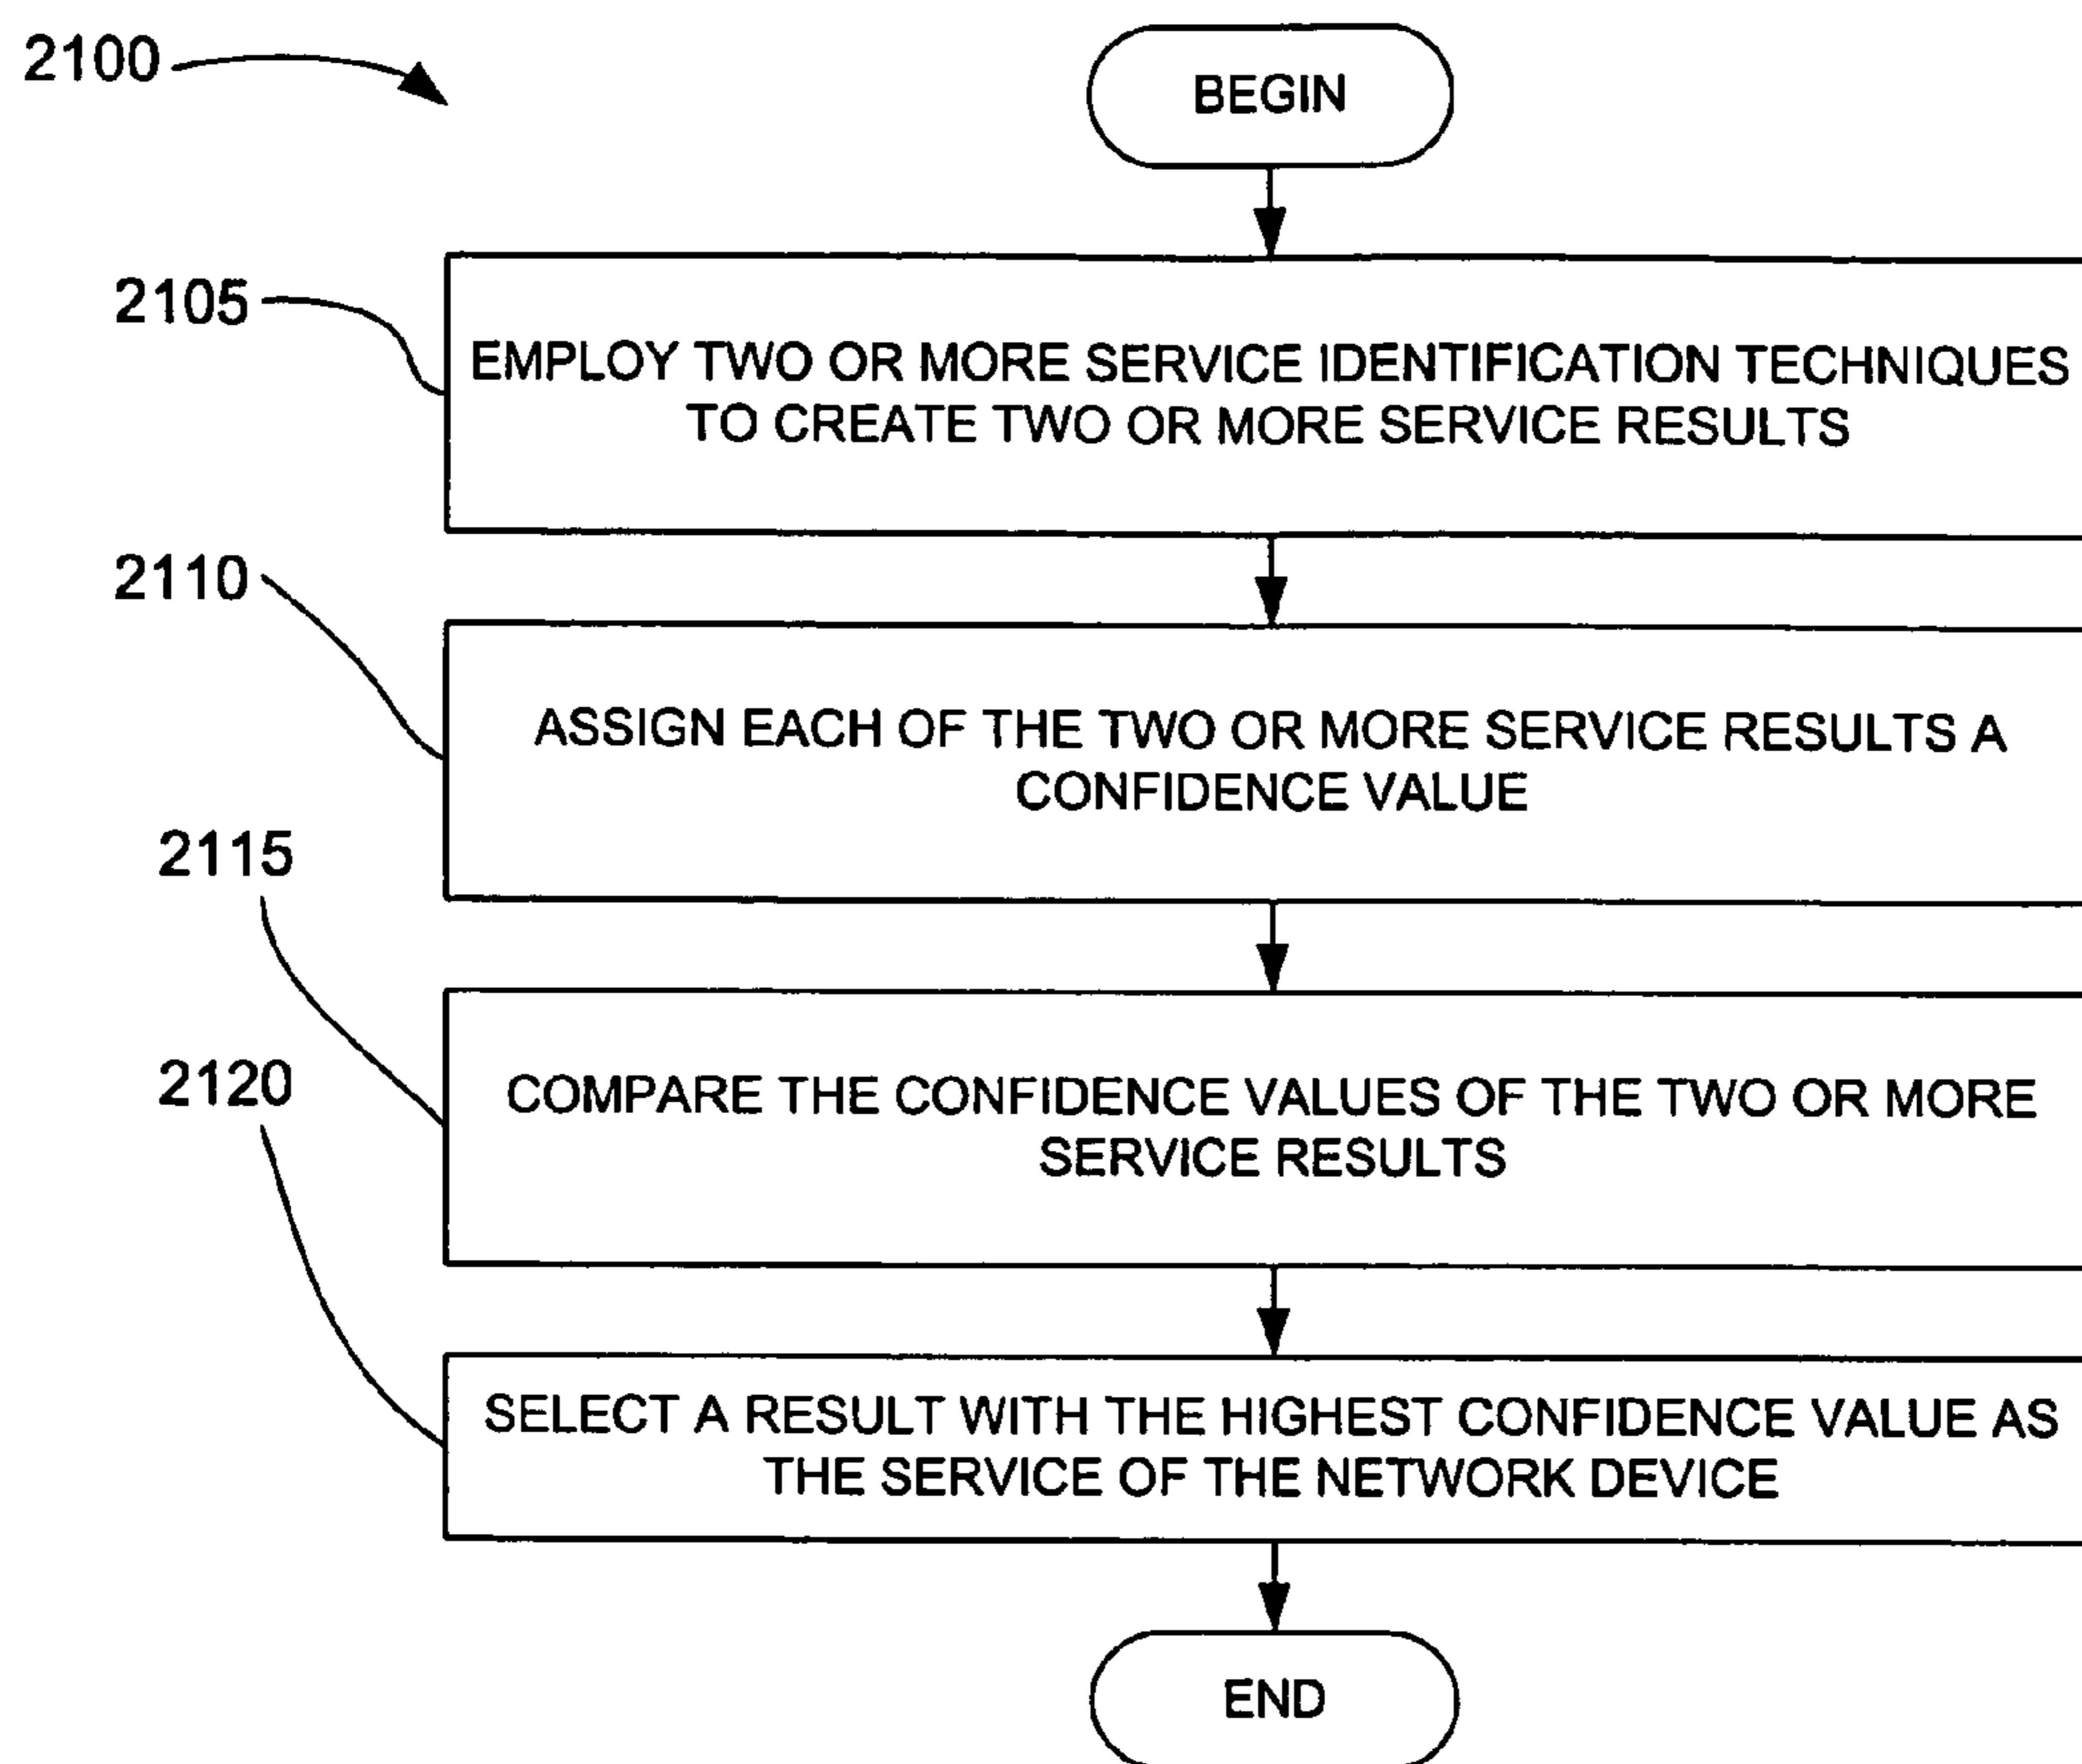 2100
BEGIN
2105
EMPLOY TWO OR MORE SERVICE IDENTIFICATION TECHNIQUES
TO CREATE TWO OR MORE SERVICE RESULTS
2110
ASSIGN EACH OF THE TWO OR MORE SERVICE RESULTS A
CONFIDENCE VALUE
2115
COMPARE THE CONFIDENCE VALUES OF THE TWO OR MORE
SERVICE RESULTS
2120
SELECT A RESULT WITH THE HIGHEST CONFIDENCE VALUE AS
THE SERVICE OF THE NETWORK DEVICE
END